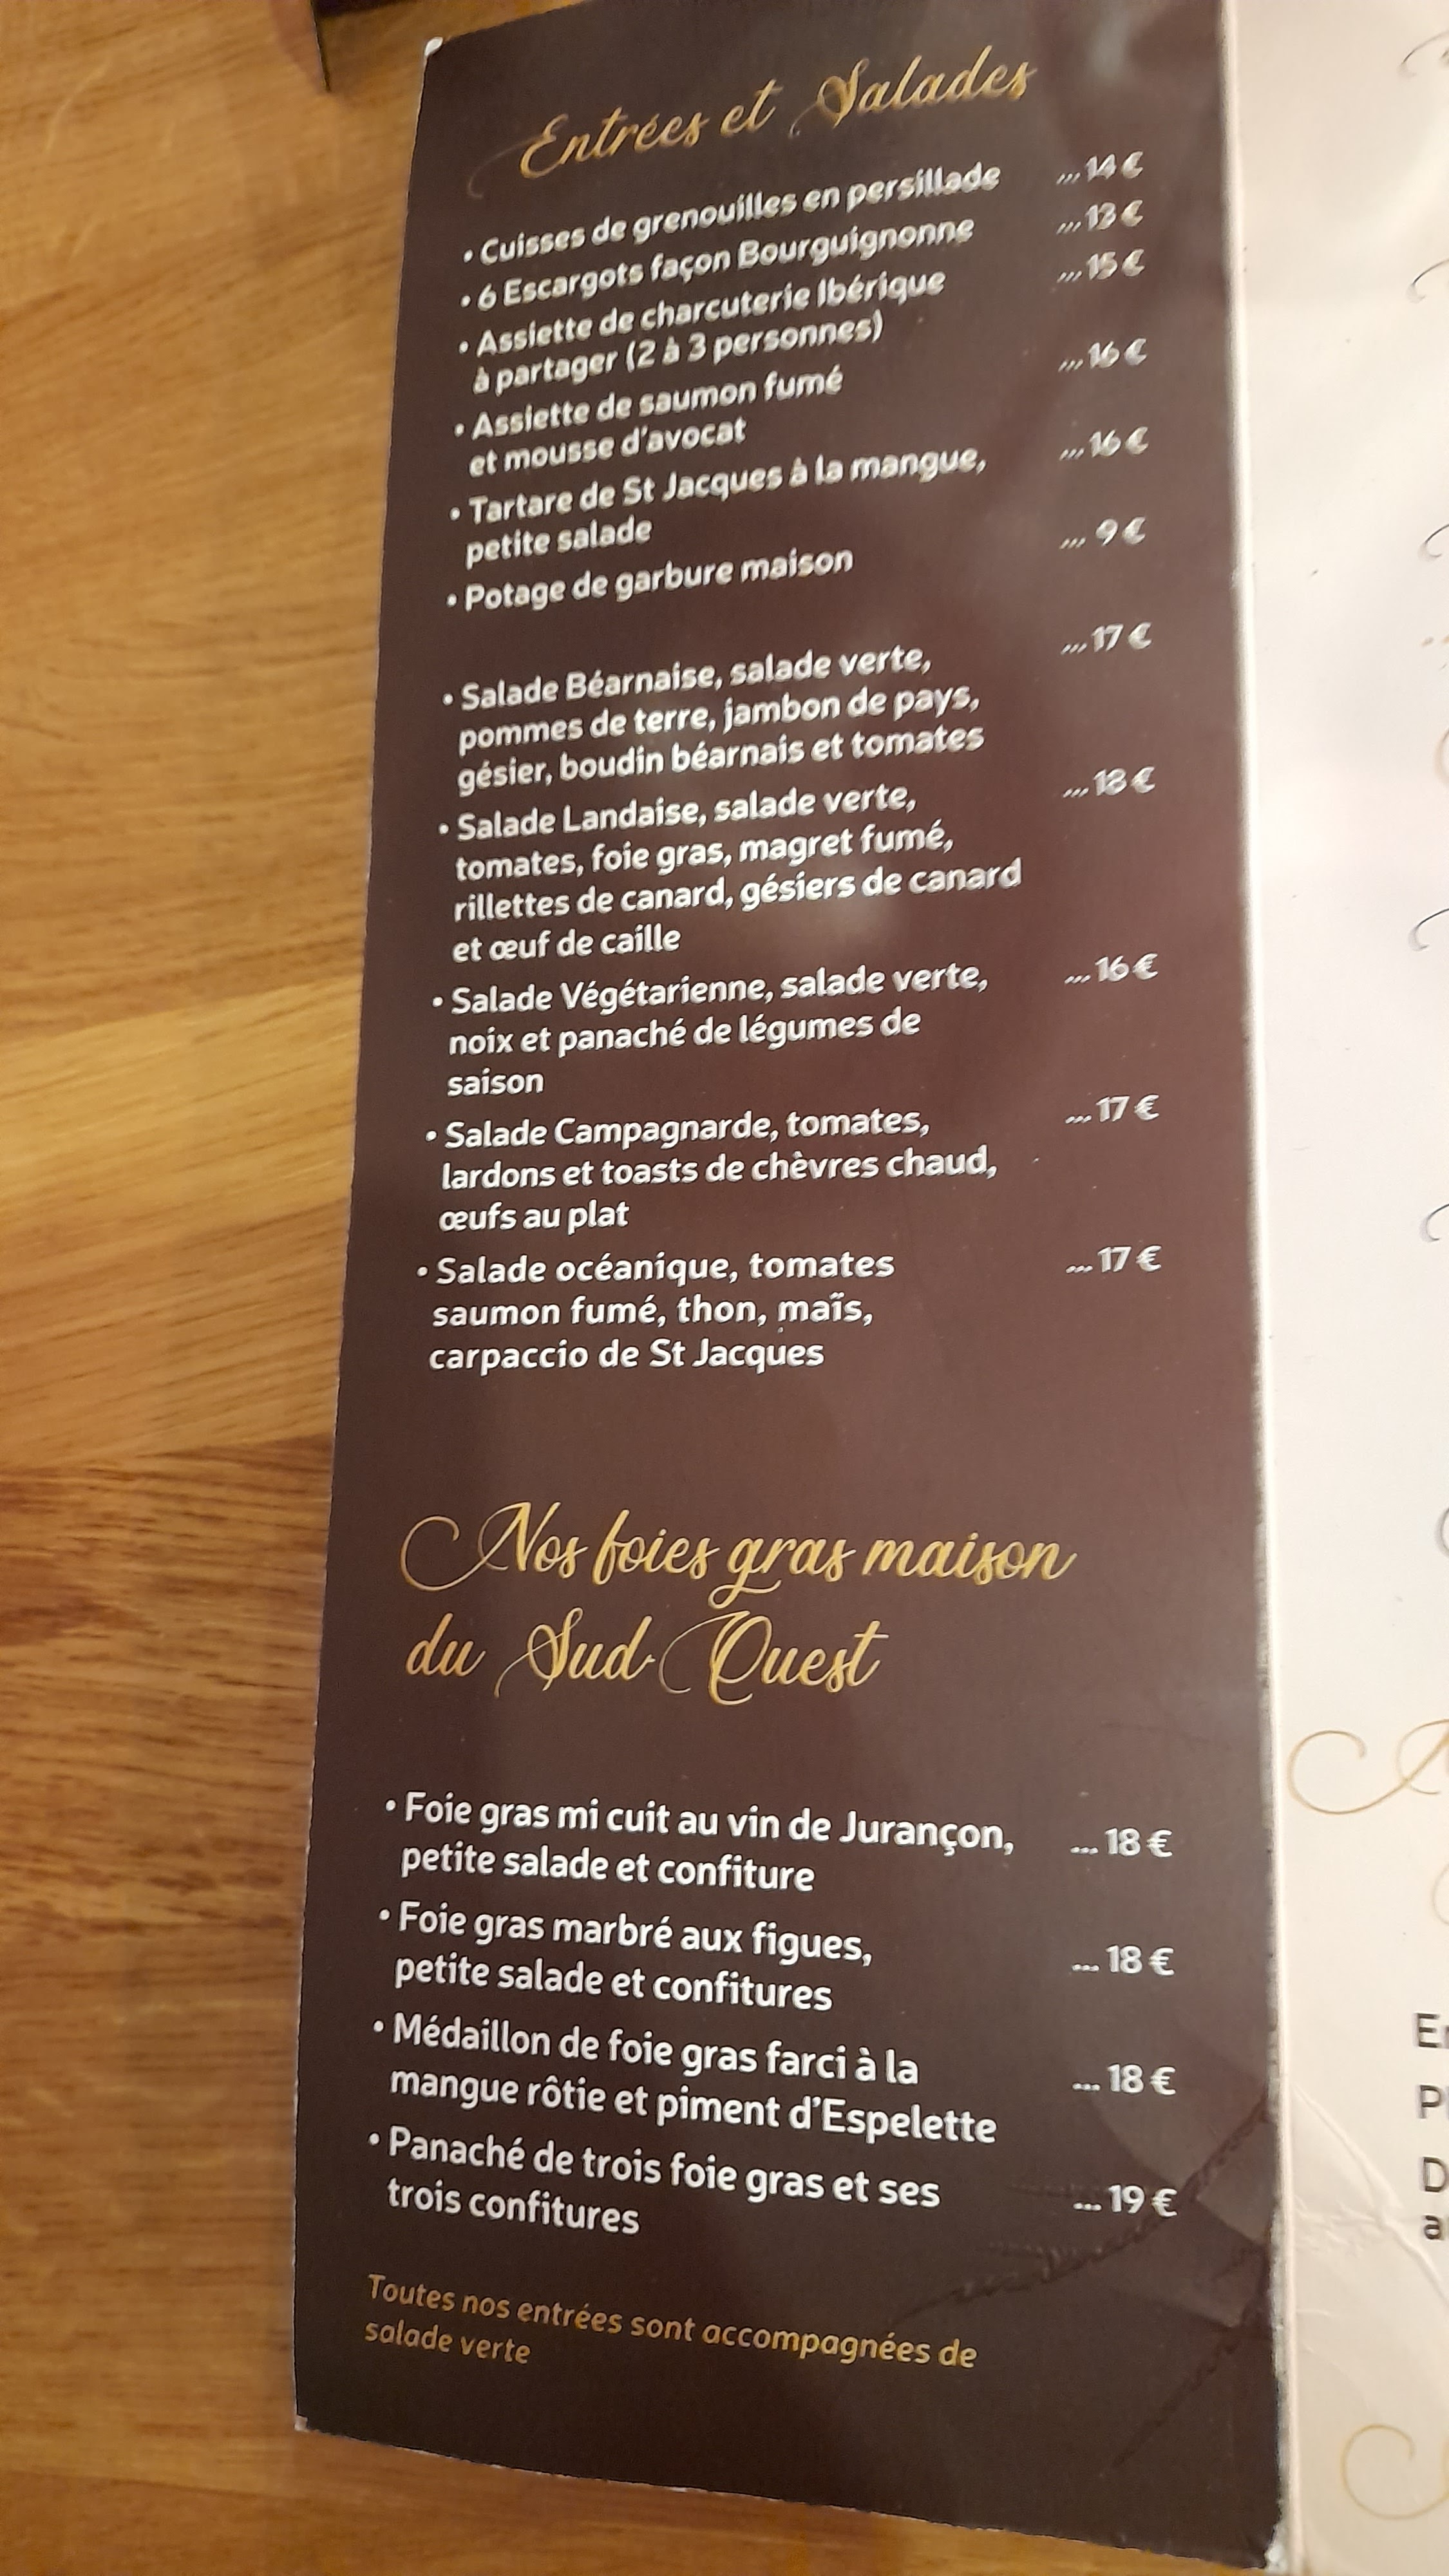 Entrées et Salades
• Cuisses de grenouilles en persillade ... 14 €
• 6 Escargots façon Bourguignonne ... 13 €
• Assiette de charcuterie Ibérique ... 15 €
à partager (2 à 3 personnes)
• Assiette de saumon fumé ... 16 €
et mousse d'avocat
• Tartare de St Jacques à la mangue, ... 16 €
petite salade
• Potage de garbure maison ... 9 €
• Salade Béarnaise, salade verte, ... 17 €
pommes de terre, jambon de pays,
gésier, boudin béarnais et tomates
• Salade Landaise, salade verte, ... 18 €
tomates, foie gras, magret fumé,
rillettes de canard, gésiers de canard
et œuf de caille
• Salade Végétarienne, salade verte, ... 16 €
noix et panaché de légumes de
saison
• Salade Campagnarde, tomates, ... 17 €
lardons et toasts de chèvres chaud,
œufs au plat
• Salade océanique, tomates ... 17 €
saumon fumé, thon, maïs,
carpaccio de St Jacques
Nos foies gras maison
du Sud Ouest
• Foie gras mi cuit au vin de Jurançon, ... 18 €
petite salade et confiture
• Foie gras marbré aux figues, ... 18 €
petite salade et confitures
• Médaillon de foie gras farci à la ... 18 €
mangue rôtie et piment d'Espelette
• Panaché de trois foie gras et ses ... 19 €
trois confitures
Toutes nos entrées sont accompagnées de
salade verte